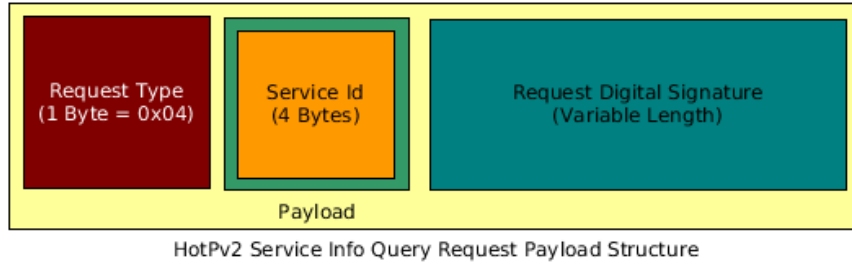 Request Type
(1 Byte = 0x04)
Service Id
(4 Bytes)
Request Digital Signature
(Variable Length)
Payload
HotPv2 Service Info Query Request Payload Structure